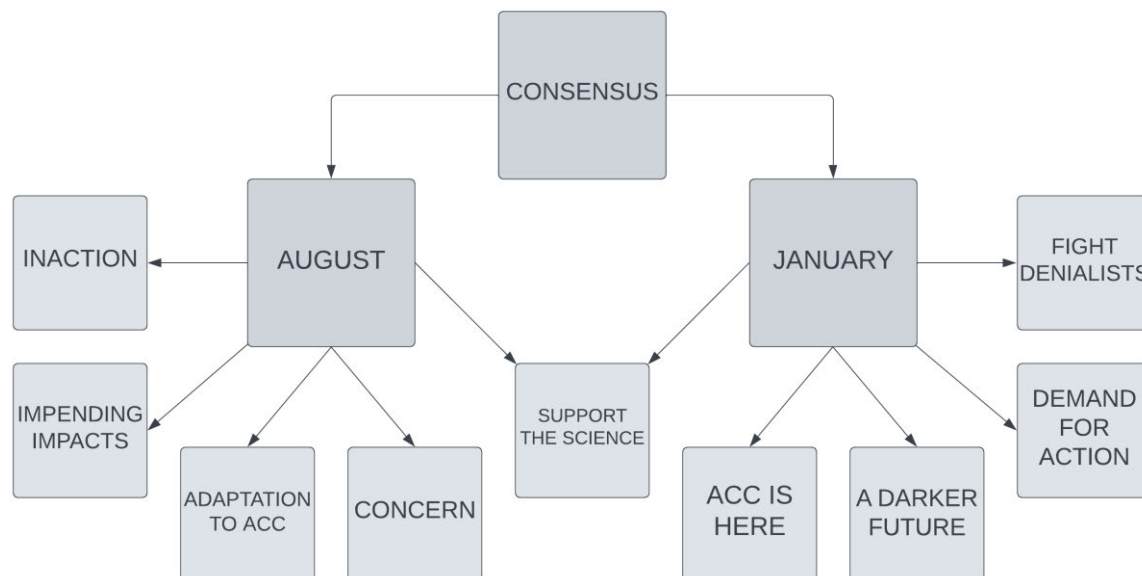 CONSENSUS
AUGUST
JANUARY
INACTION
FIGHT
DENIALISTS
IMPENDING
IMPACTS
SUPPORT
THE SCIENCE
DEMAND
FOR
ACTION
ADAPTATION
TO ACC
CONCERN
ACC IS
HERE
A DARKER
FUTURE